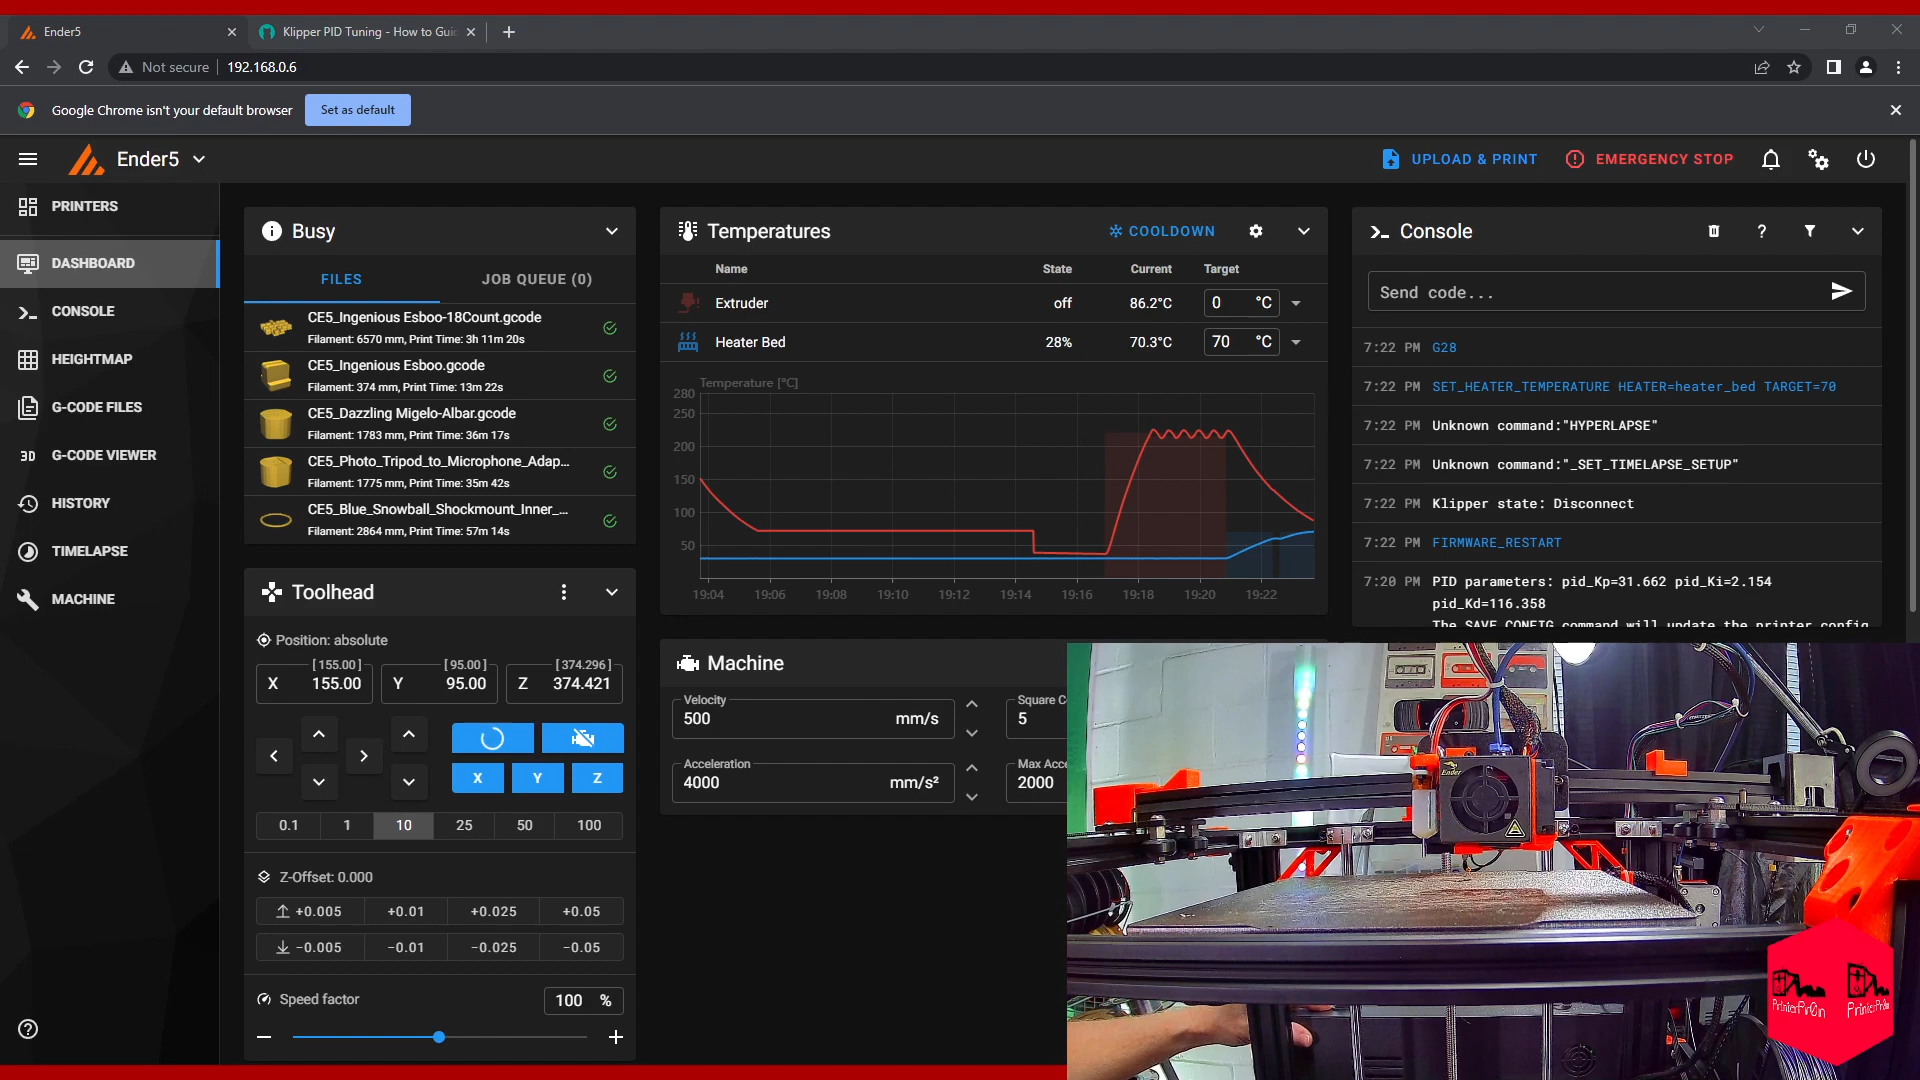 Ender5
Klipper PID Tuning - How to Guid
Not secure
192.168.0.6
Google Chrome isn't your default browser
Set as default
Ender5
UPLOAD & PRINT
EMERGENCY STOP
PRINTERS
DASHBOARD
CONSOLE
HEIGHTMAP
G-CODE FILES
3D G-CODE VIEWER
HISTORY
TIMELAPSE
MACHINE
Busy
FILES
JOB QUEUE (0)
CE5_Ingenious Esboo-18Count.gcode
Filament: 6570 mm, Print Time: 3h 11m 20s
CE5_Ingenious Esboo.gcode
Filament: 374 mm, Print Time: 13m 22s
CE5_Dazzling Migelo-Albar.gcode
Filament: 1783 mm, Print Time: 36m 17s
CE5_Photo_Tripod_to_Microphone_Adap...
Filament: 1775 mm, Print Time: 35m 42s
CE5_Blue_Snowball_Shockmount_Inner_...
Filament: 2864 mm, Print Time: 57m 14s
Toolhead
Position: absolute
[155.00]
X 155.00
[95.00]
Y 95.00
[374.296]
Z 374.421
X
Y
Z
0.1
1
10
25
50
100
Z-Offset: 0.000
+0.005
+0.01
+0.025
+0.05
−0.005
−0.01
−0.025
−0.05
Speed factor
100 %
Temperatures
COOLDOWN
Name State Current Target
Extruder off 86.2°C 0 °C
Heater Bed 28% 70.3°C 70 °C
Temperature [°C]
280
250
200
150
100
50
19:04 19:06 19:08 19:10 19:12 19:14 19:16 19:18 19:20 19:22
Machine
Velocity
500 mm/s
Square C
5
Acceleration
4000 mm/s²
Max Acce
2000
Console
Send code...
7:22 PM G28
7:22 PM SET_HEATER_TEMPERATURE HEATER=heater_bed TARGET=70
7:22 PM Unknown command:"HYPERLAPSE"
7:22 PM Unknown command:"_SET_TIMELAPSE_SETUP"
7:22 PM Klipper state: Disconnect
7:22 PM FIRMWARE_RESTART
7:20 PM PID parameters: pid_Kp=31.662 pid_Ki=2.154
pid_Kd=116.358
The SAVE_CONFIG command will update the printer config
Ender
PrinterPr0n
PrinterPr0n